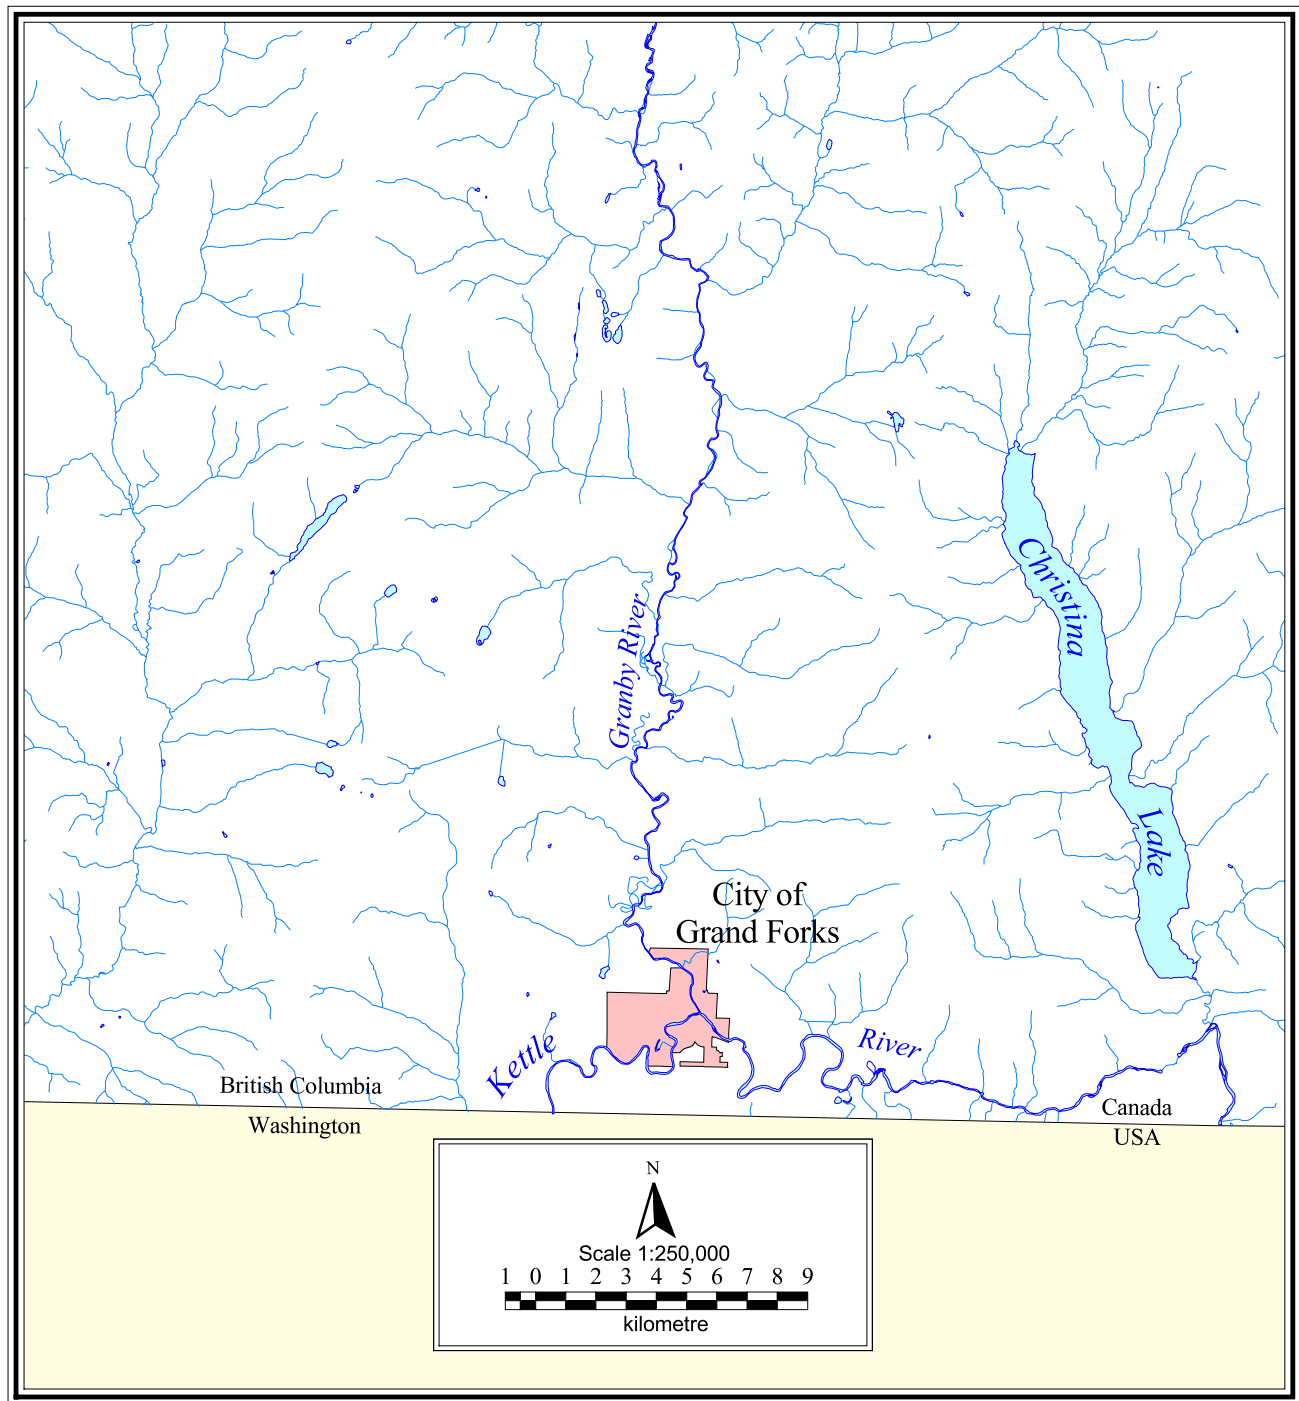 Christina
Granby River
Lake
City of
Grand Forks
Kettle
River
British Columbia
Washington
Canada
USA
N
Scale 1:250,000
1 0 1 2 3 4 5 6 7 8 9
kilometre